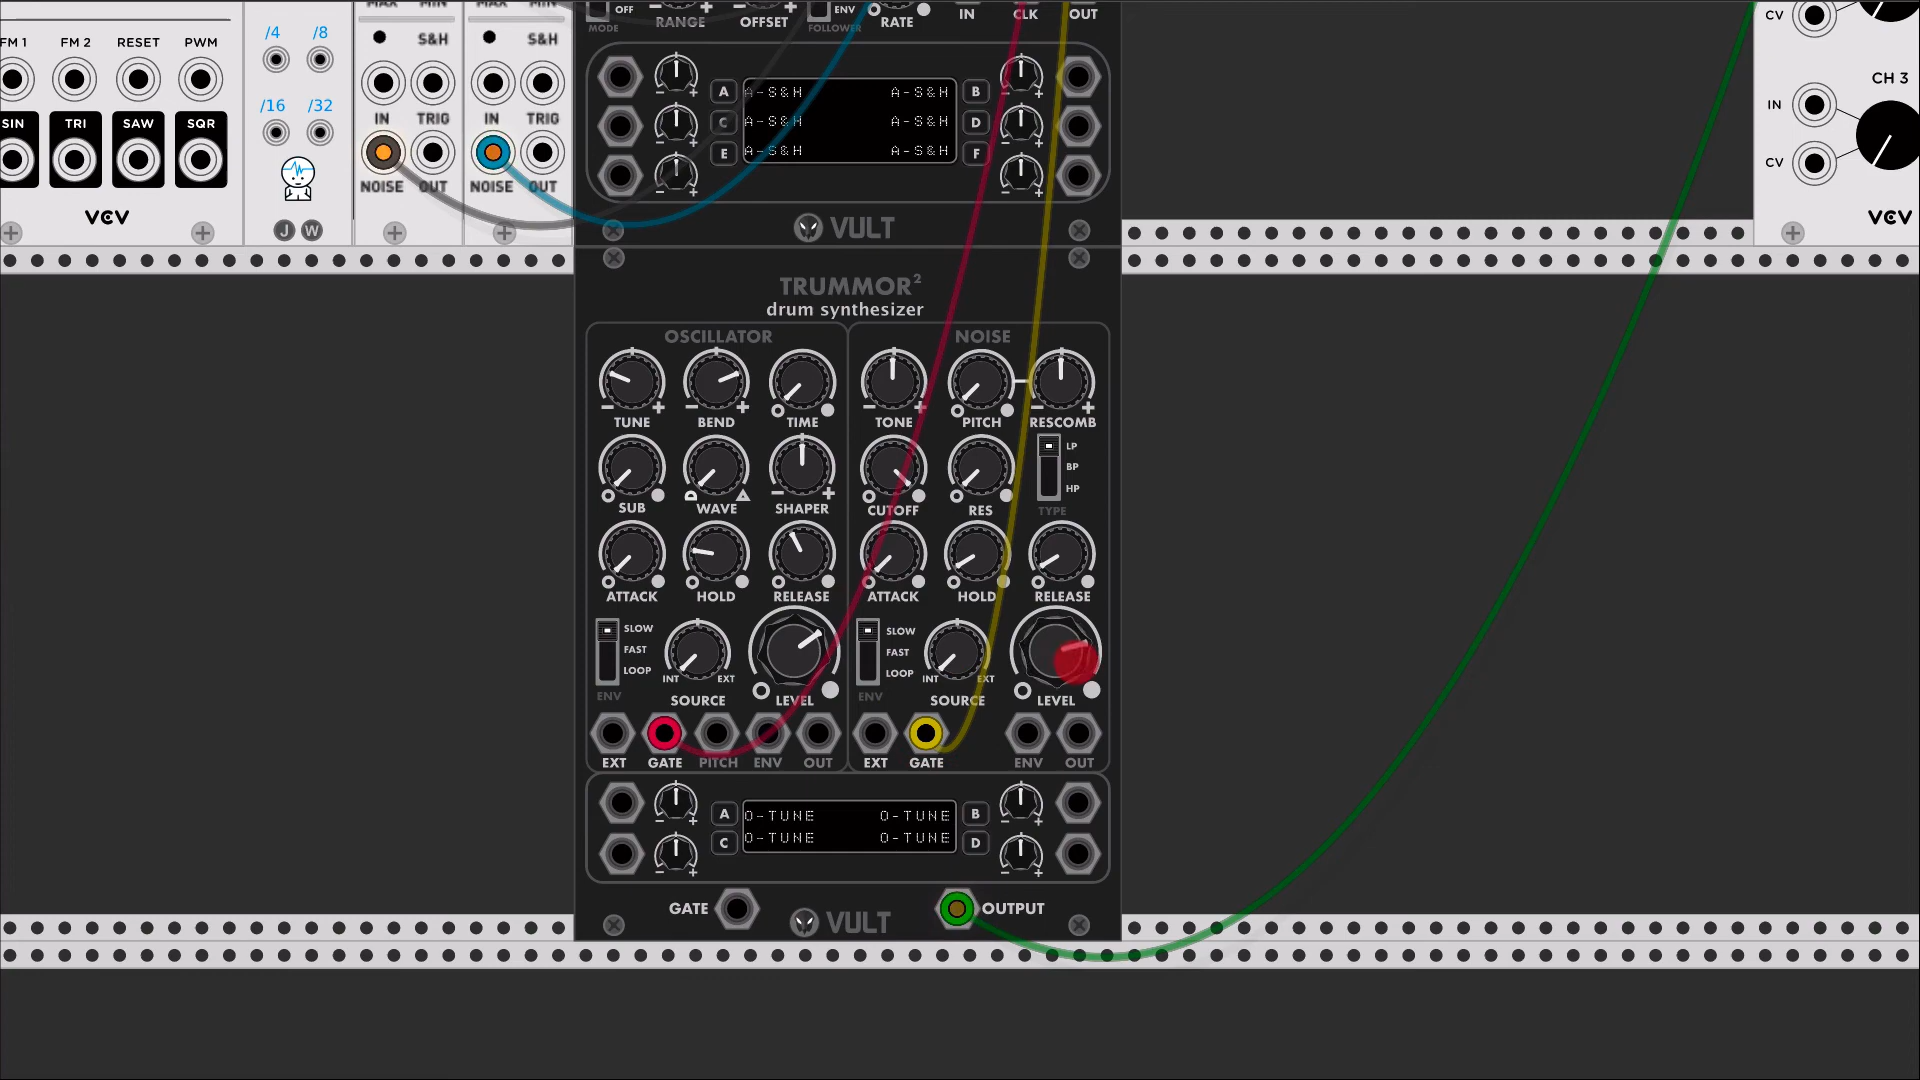 MAX MIN MAX MIN
OFF RANGE OFFSET ENV RATE IN CLK OUT
MODE FOLLOWER
CV
FM 1 FM 2 RESET PWM
/4 /8
S&H S&H
CH 3
A A-S&H A-S&H B
C A-S&H A-S&H D
E A-S&H A-S&H F
/16 /32
IN TRIG IN TRIG
IN
SIN TRI SAW SQR
CV
NOISE OUT NOISE OUT
VCV
J W
VULT
VCV
TRUMMOR²
drum synthesizer
OSCILLATOR NOISE
TUNE BEND TIME TONE PITCH RESCOMB
LP
BP
HP
SUB WAVE SHAPER CUTOFF RES TYPE
ATTACK HOLD RELEASE ATTACK HOLD RELEASE
SLOW SLOW
FAST FAST
LOOP LOOP
INT EXT INT EXT
ENV SOURCE LEVEL ENV SOURCE LEVEL
EXT GATE PITCH ENV OUT EXT GATE ENV OUT
A O-TUNE O-TUNE B
C O-TUNE O-TUNE D
GATE VULT OUTPUT